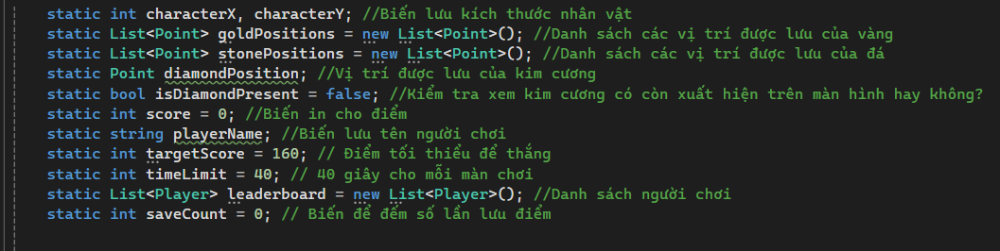 static int characterX, characterY; //Biến lưu kích thước nhân vật
static List<Point> goldPositions = new List<Point>(); //Danh sách các vị trí được lưu của vàng
static List<Point> stonePositions = new List<Point>(); //Danh sách các vị trí được lưu của đá
static Point diamondPosition; //Vị trí được lưu của kim cương
static bool isDiamondPresent = false; //Kiểm tra xem kim cương có còn xuất hiện trên màn hình hay không?
static int score = 0; //Biến in cho điểm
static string playerName; //Biến lưu tên người chơi
static int targetScore = 160; // Điểm tối thiểu để thắng
static int timeLimit = 40; // 40 giây cho mỗi màn chơi
static List<Player> leaderboard = new List<Player>(); //Danh sách người chơi
static int saveCount = 0; // Biến để đếm số lần lưu điểm